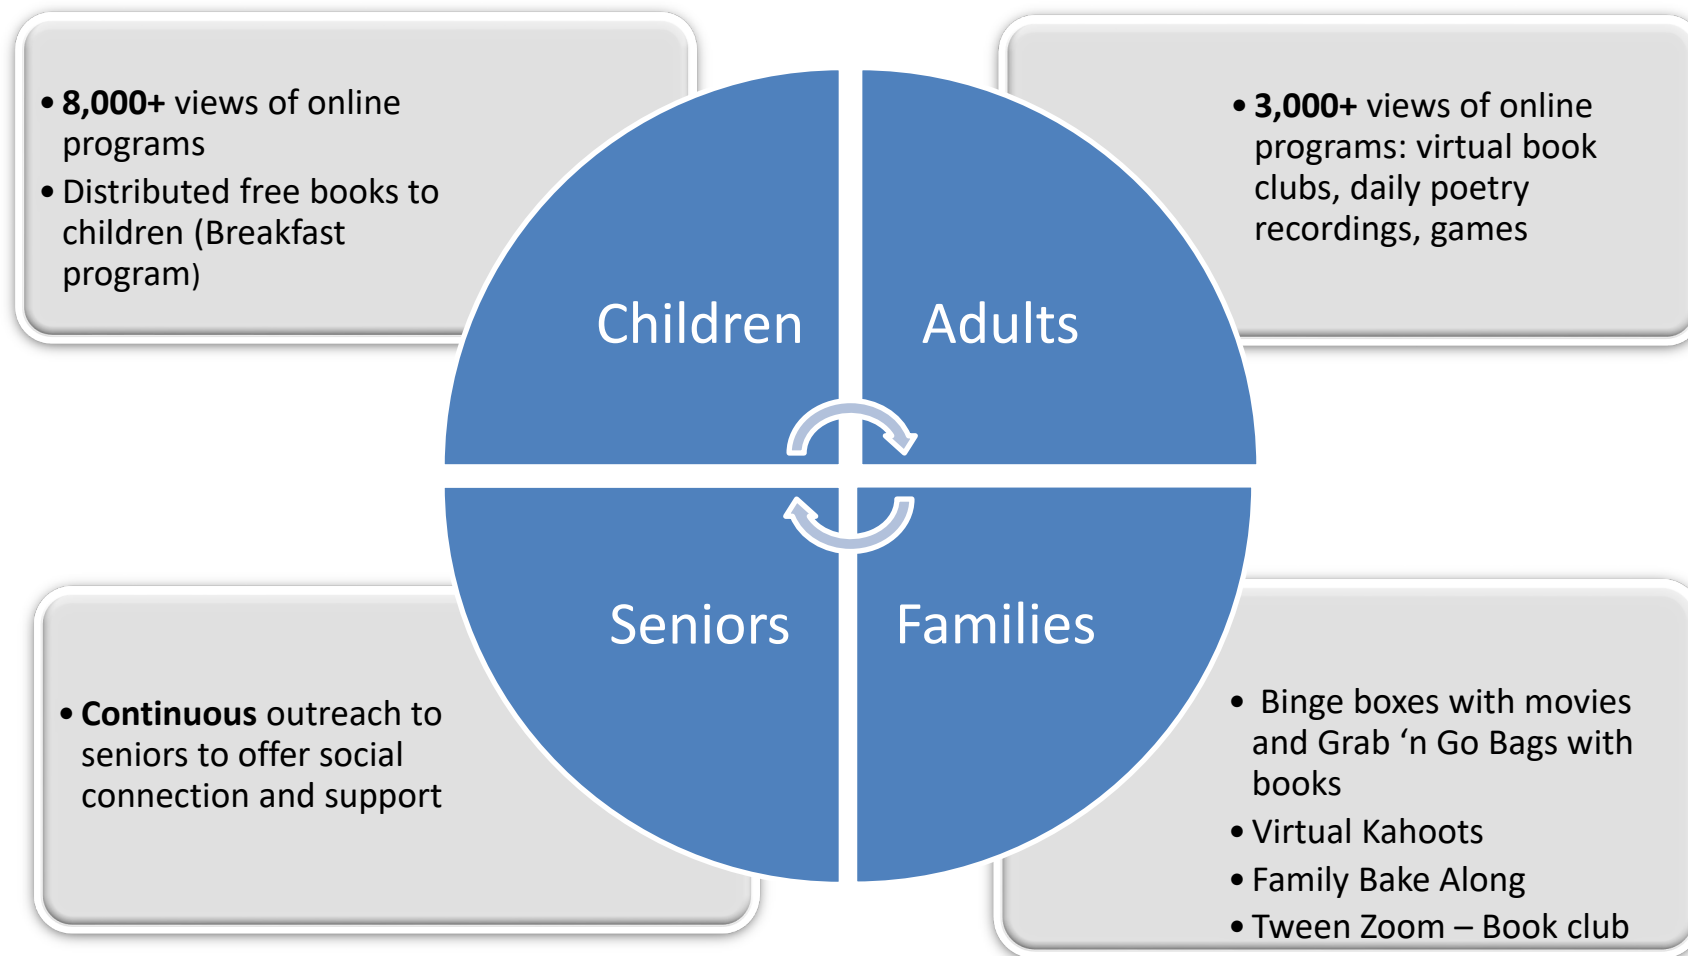 • 8,000+ views of online
programs
• Distributed free books to
children (Breakfast
program)
• 3,000+ views of online
programs: virtual book
clubs, daily poetry
recordings, games
Children
Adults
Seniors
Families
• Continuous outreach to
seniors to offer social
connection and support
• Binge boxes with movies
and Grab ‘n Go Bags with
books
• Virtual Kahoots
• Family Bake Along
• Tween Zoom – Book club